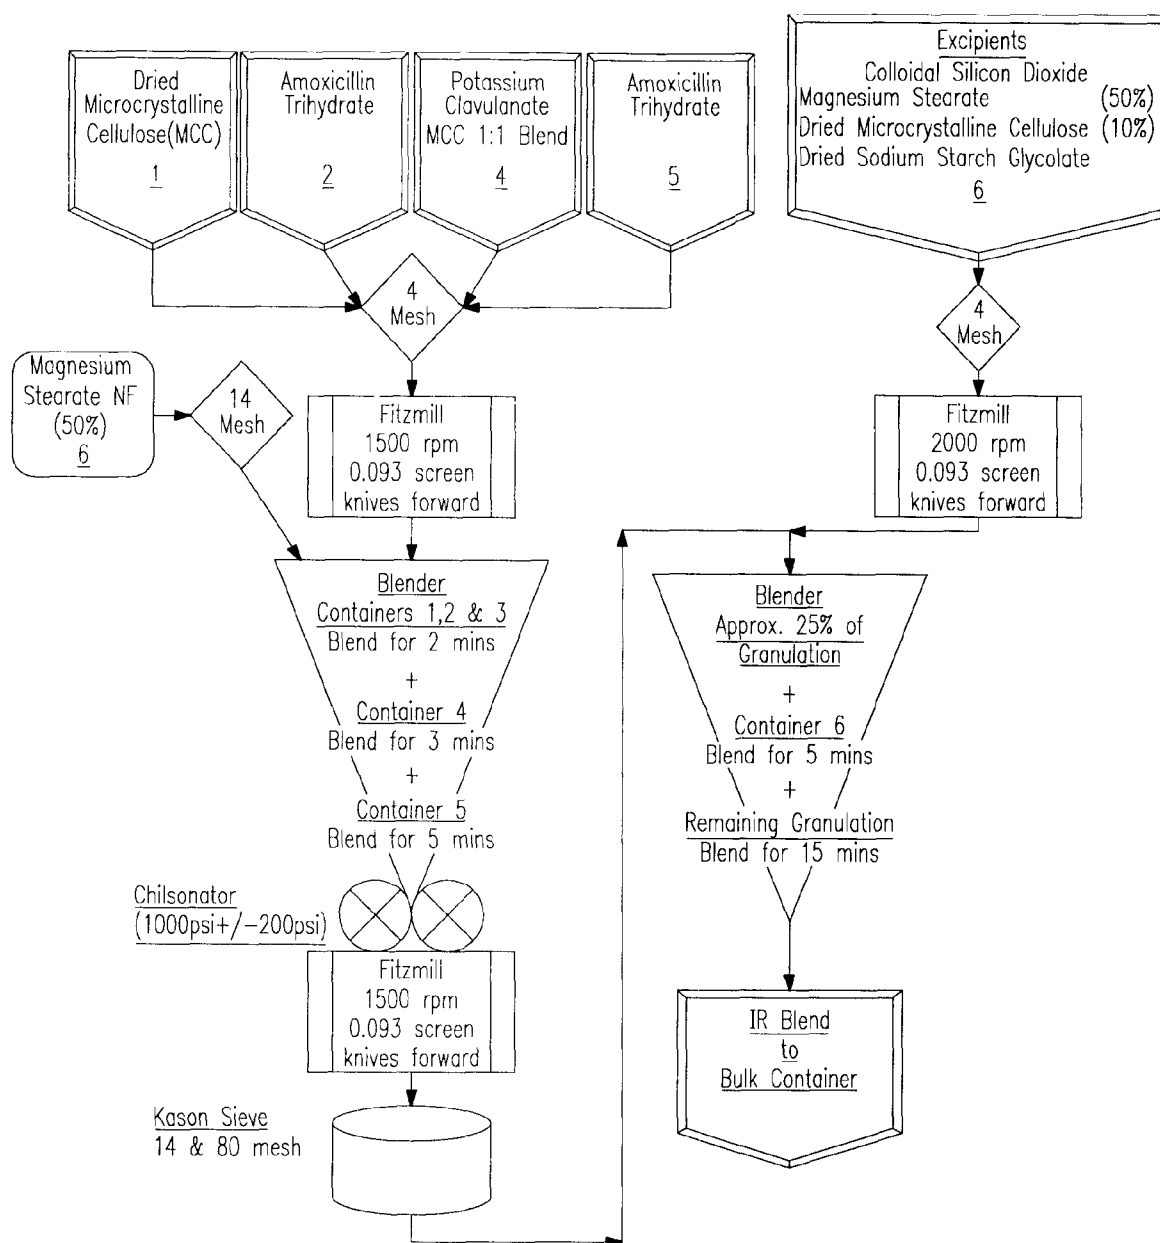 Dried
Microcrystalline
Cellulose(MCC)
1
Amoxicillin
Trihydrate
2
Potassium
Clavulanate
MCC 1:1 Blend
4
Amoxicillin
Trihydrate
5
Excipients
Colloidal Silicon Dioxide
Magnesium Stearate (50%)
Dried Microcrystalline Cellulose (10%)
Dried Sodium Starch Glycolate
6
4
Mesh
4
Mesh
Magnesium
Stearate NF
(50%)
6
14
Mesh
Fitzmill
1500 rpm
0.093 screen
knives forward
Fitzmill
2000 rpm
0.093 screen
knives forward
Blender
Containers 1,2 & 3
Blend for 2 mins
+
Container 4
Blend for 3 mins
+
Container 5
Blend for 5 mins
Blender
Approx. 25% of
Granulation
+
Container 6
Blend for 5 mins
+
Remaining Granulation
Blend for 15 mins
Chilsonator
(1000psi+/-200psi)
Fitzmill
1500 rpm
0.093 screen
knives forward
Kason Sieve
14 & 80 mesh
IR Blend
to
Bulk Container